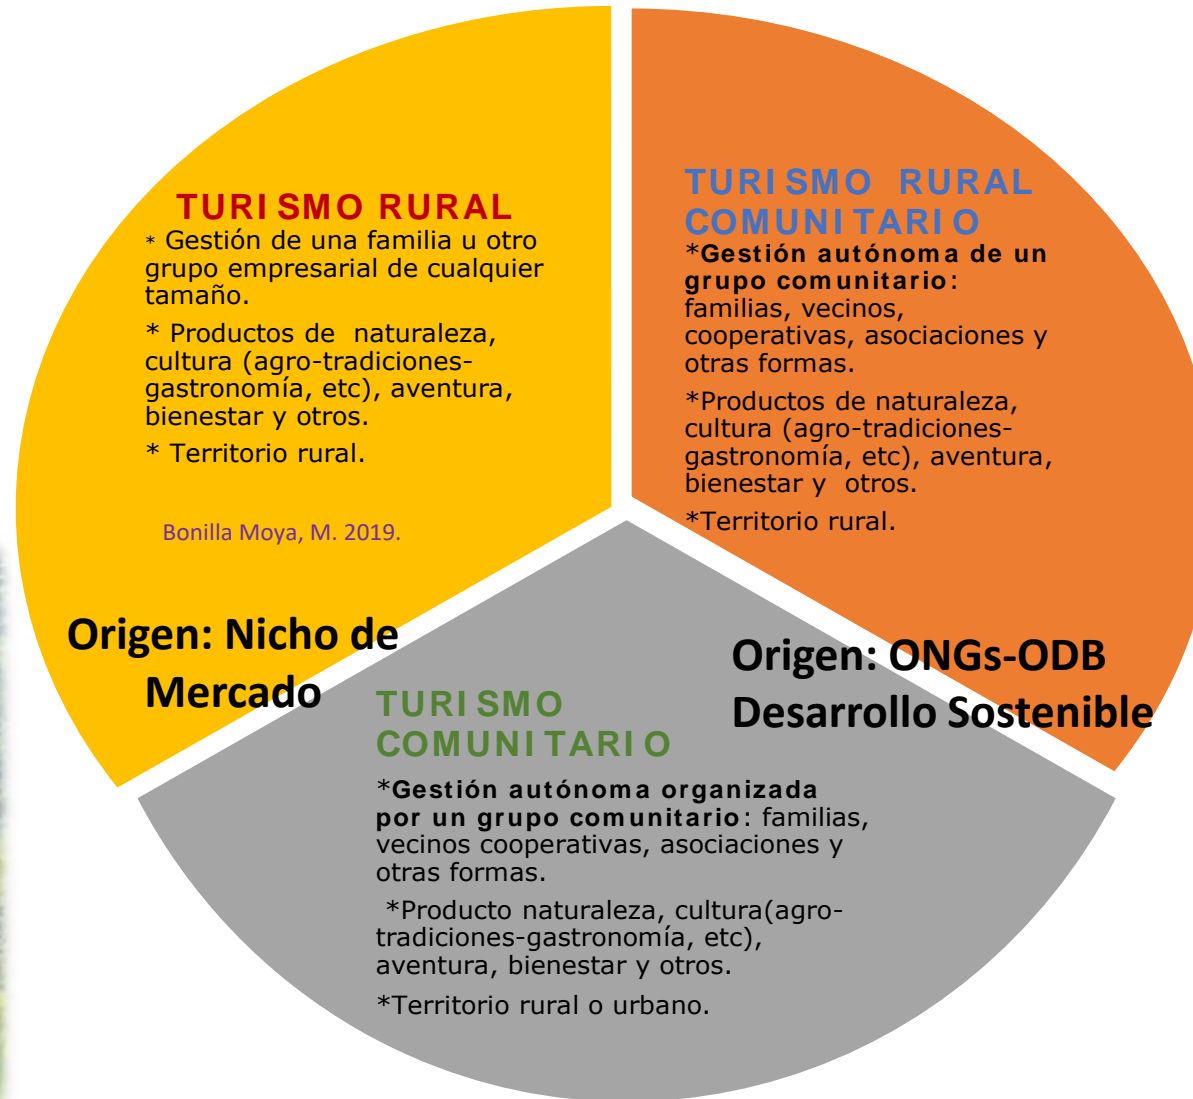 TURISMO RURAL
* Gestión de una familia u otro
grupo empresarial de cualquier
tamaño.
* Productos de naturaleza,
cultura (agro-tradiciones-
gastronomía, etc), aventura,
bienestar y otros.
* Territorio rural.
Bonilla Moya, M. 2019.
Origen: Nicho de
Mercado
TURISMO RURAL
COMUNITARIO
*Gestión autónoma de un
grupo comunitario:
familias, vecinos,
cooperativas, asociaciones y
otras formas.
*Productos de naturaleza,
cultura (agro-tradiciones-
gastronomía, etc), aventura,
bienestar y otros.
*Territorio rural.
Origen: ONGs-ODB
Desarrollo Sostenible
TURISMO
COMUNITARIO
*Gestión autónoma organizada
por un grupo comunitario: familias,
vecinos cooperativas, asociaciones y
otras formas.
*Producto naturaleza, cultura(agro-
tradiciones-gastronomía, etc),
aventura, bienestar y otros.
*Territorio rural o urbano.